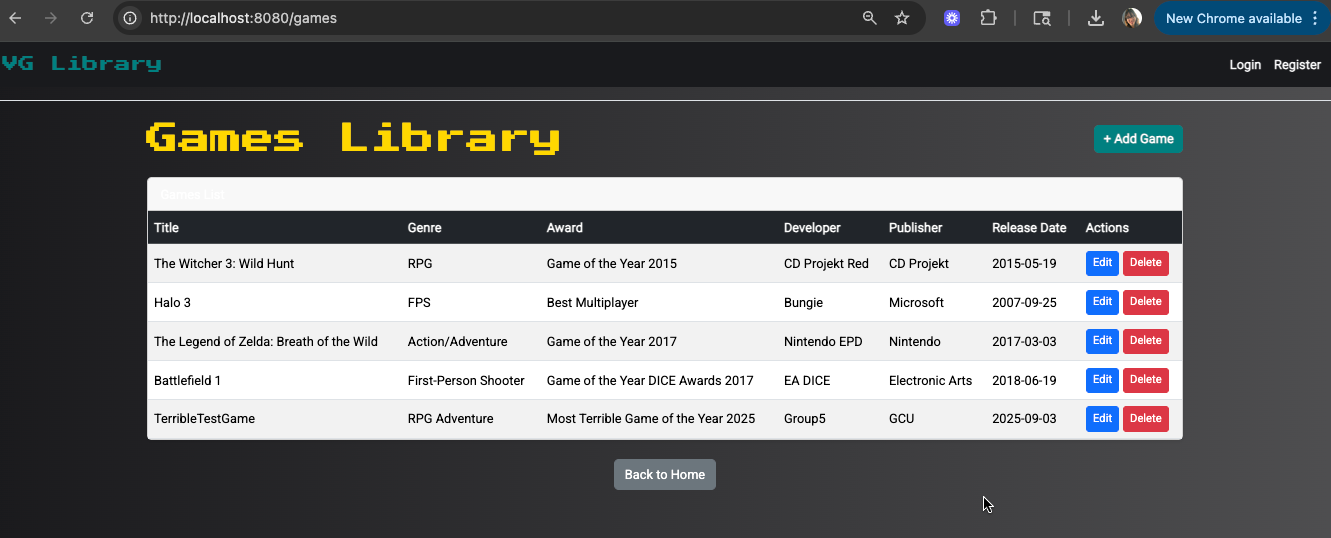 http://localhost:8080/games
New Chrome available
VG Library
Login Register
Games Library
+ Add Game
Games List
Title Genre Award Developer Publisher Release Date Actions
The Witcher 3: Wild Hunt RPG Game of the Year 2015 CD Projekt Red CD Projekt 2015-05-19 Edit Delete
Halo 3 FPS Best Multiplayer Bungie Microsoft 2007-09-25 Edit Delete
The Legend of Zelda: Breath of the Wild Action/Adventure Game of the Year 2017 Nintendo EPD Nintendo 2017-03-03 Edit Delete
Battlefield 1 First-Person Shooter Game of the Year DICE Awards 2017 EA DICE Electronic Arts 2018-06-19 Edit Delete
TerribleTestGame RPG Adventure Most Terrible Game of the Year 2025 Group5 GCU 2025-09-03 Edit Delete
Back to Home